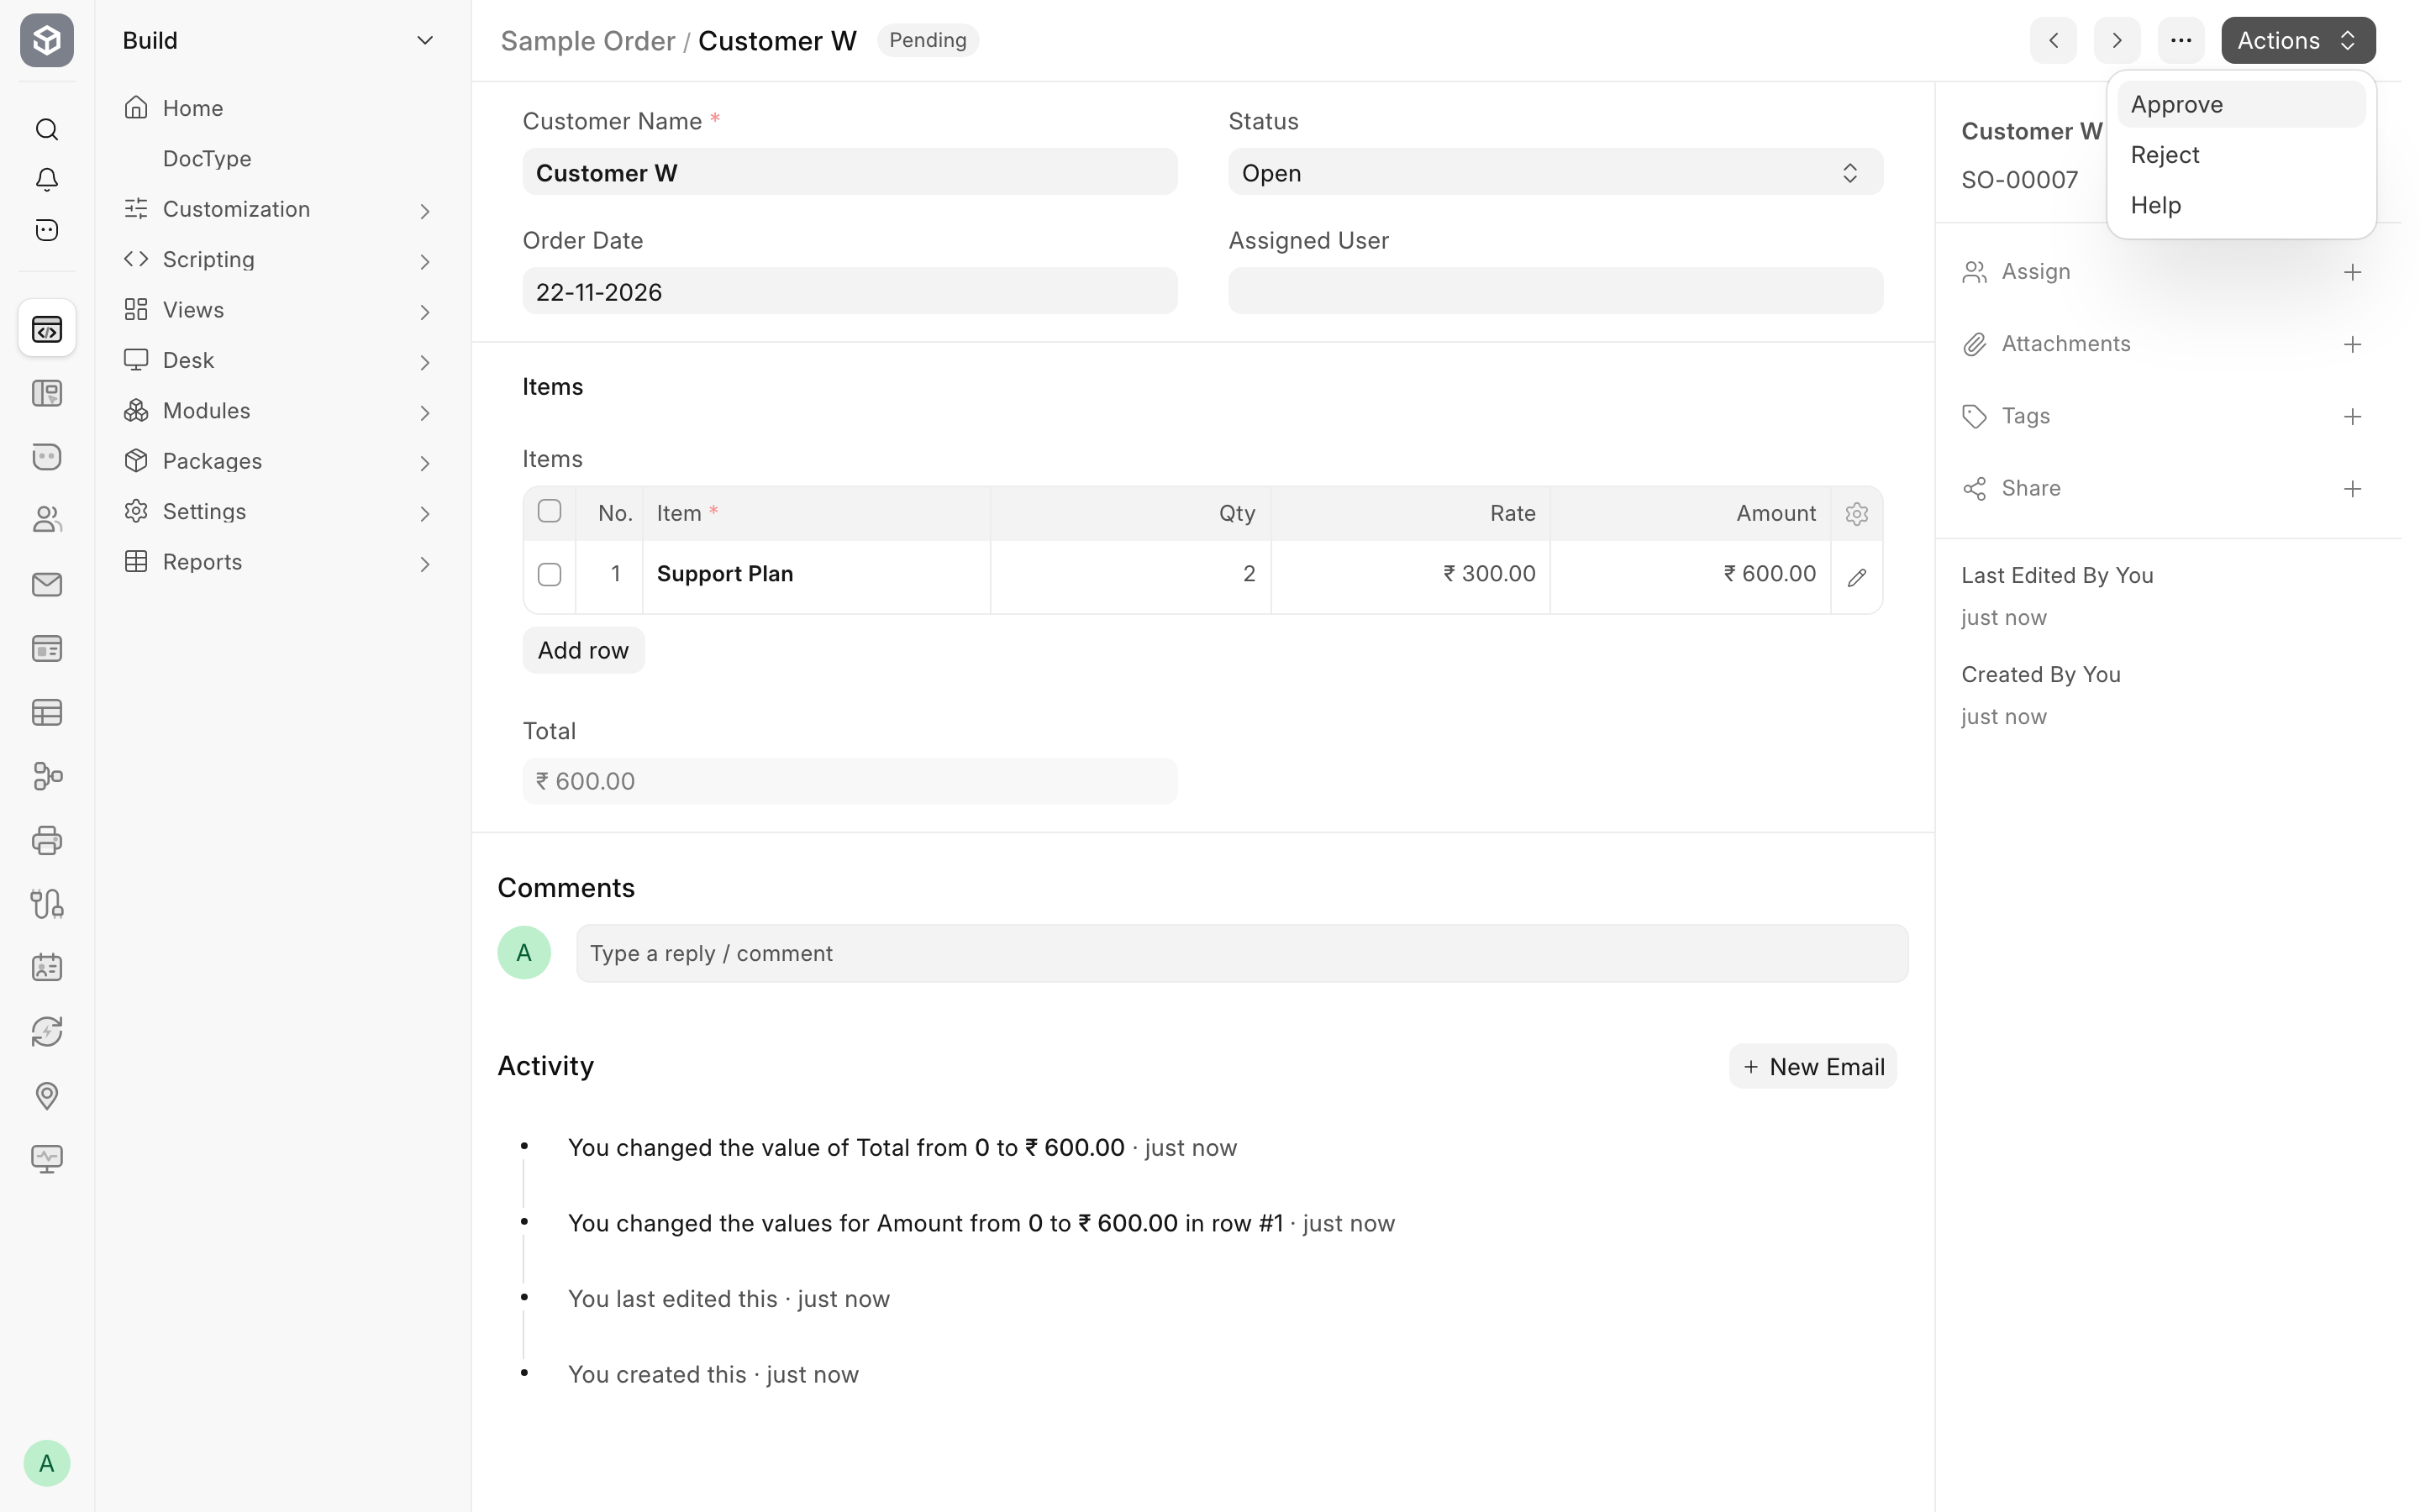 Build
Home
DocType
Customization
Scripting
Views
Desk
Modules
Packages
Settings
Reports
A
Sample Order / Customer W Pending
Actions
Approve
Reject
Help
Customer Name *
Customer W
Status
Open
Order Date
22-11-2026
Assigned User
Items
Items
No. Item * Qty Rate Amount
1 Support Plan 2 ₹ 300.00 ₹ 600.00
Add row
Total
₹ 600.00
Comments
A Type a reply / comment
Activity
+ New Email
You changed the value of Total from 0 to ₹ 600.00 · just now
You changed the values for Amount from 0 to ₹ 600.00 in row #1 · just now
You last edited this · just now
You created this · just now
Customer W
SO-00007
Assign
Attachments
Tags
Share
Last Edited By You
just now
Created By You
just now